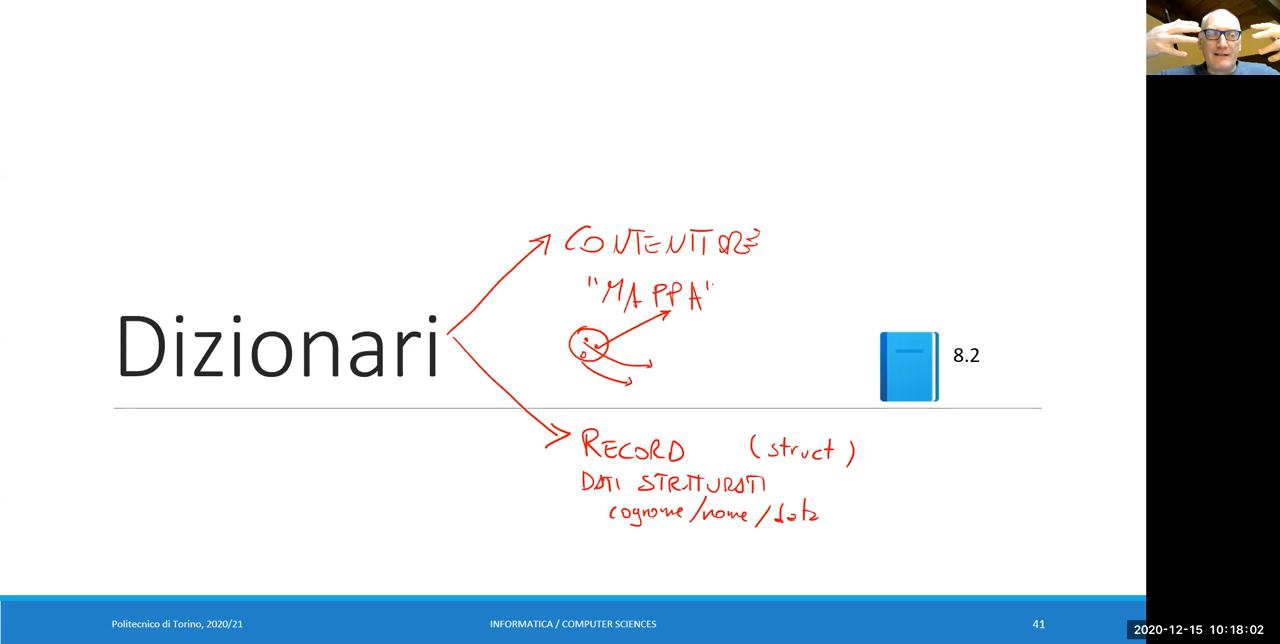 CONTENITORE
"MAPPA"
Dizionari
8.2
RECORD (struct)
DATI STRUTTURATI
cognome/nome/data
Politecnico di Torino, 2020/21
INFORMATICA / COMPUTER SCIENCES
41
2020-12-15 10:18:02